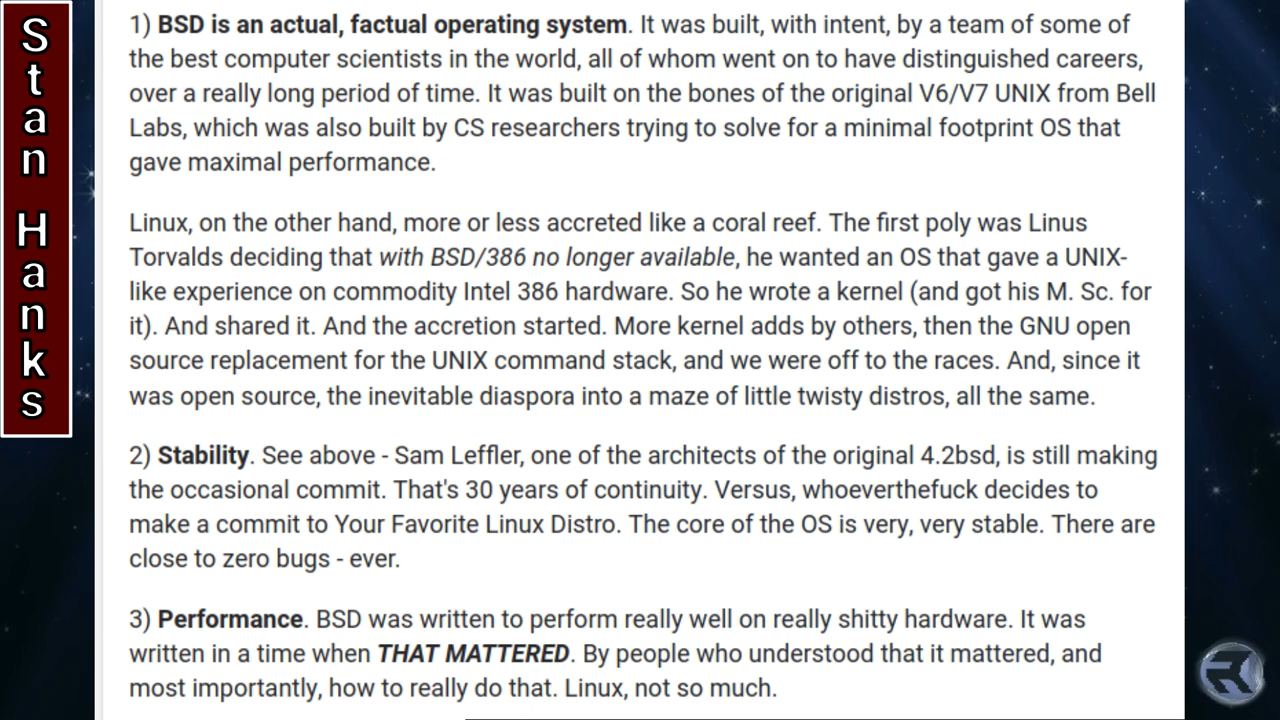 Stan Hanks
1) BSD is an actual, factual operating system. It was built, with intent, by a team of some of
the best computer scientists in the world, all of whom went on to have distinguished careers,
over a really long period of time. It was built on the bones of the original V6/V7 UNIX from Bell
Labs, which was also built by CS researchers trying to solve for a minimal footprint OS that
gave maximal performance.
Linux, on the other hand, more or less accreted like a coral reef. The first poly was Linus
Torvalds deciding that with BSD/386 no longer available, he wanted an OS that gave a UNIX-
like experience on commodity Intel 386 hardware. So he wrote a kernel (and got his M. Sc. for
it). And shared it. And the accretion started. More kernel adds by others, then the GNU open
source replacement for the UNIX command stack, and we were off to the races. And, since it
was open source, the inevitable diaspora into a maze of little twisty distros, all the same.
2) Stability. See above - Sam Leffler, one of the architects of the original 4.2bsd, is still making
the occasional commit. That's 30 years of continuity. Versus, whoeverthefuck decides to
make a commit to Your Favorite Linux Distro. The core of the OS is very, very stable. There are
close to zero bugs - ever.
3) Performance. BSD was written to perform really well on really shitty hardware. It was
written in a time when THAT MATTERED. By people who understood that it mattered, and
most importantly, how to really do that. Linux, not so much.